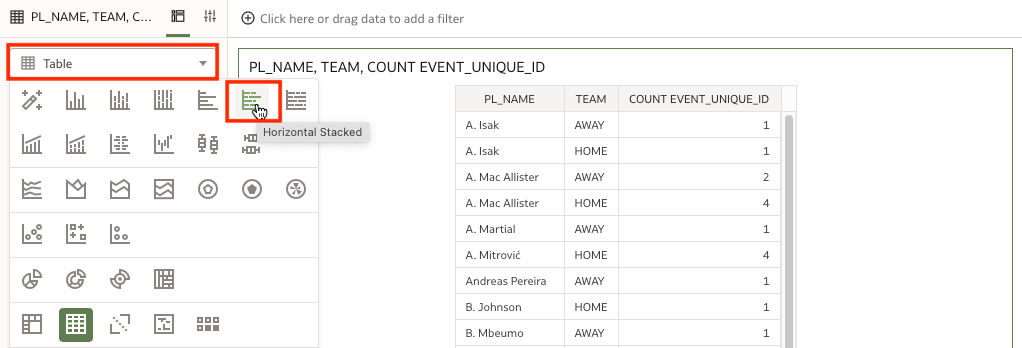 PL_NAME, TEAM, C...
Click here or drag data to add a filter
Table
PL_NAME, TEAM, COUNT EVENT_UNIQUE_ID
Horizontal Stacked
PL_NAME TEAM COUNT EVENT_UNIQUE_ID
A. Isak AWAY 1
A. Isak HOME 1
A. Mac Allister AWAY 2
A. Mac Allister HOME 4
A. Martial AWAY 1
A. Mitrović HOME 4
Andreas Pereira AWAY 1
B. Johnson HOME 1
B. Mbeumo AWAY 1